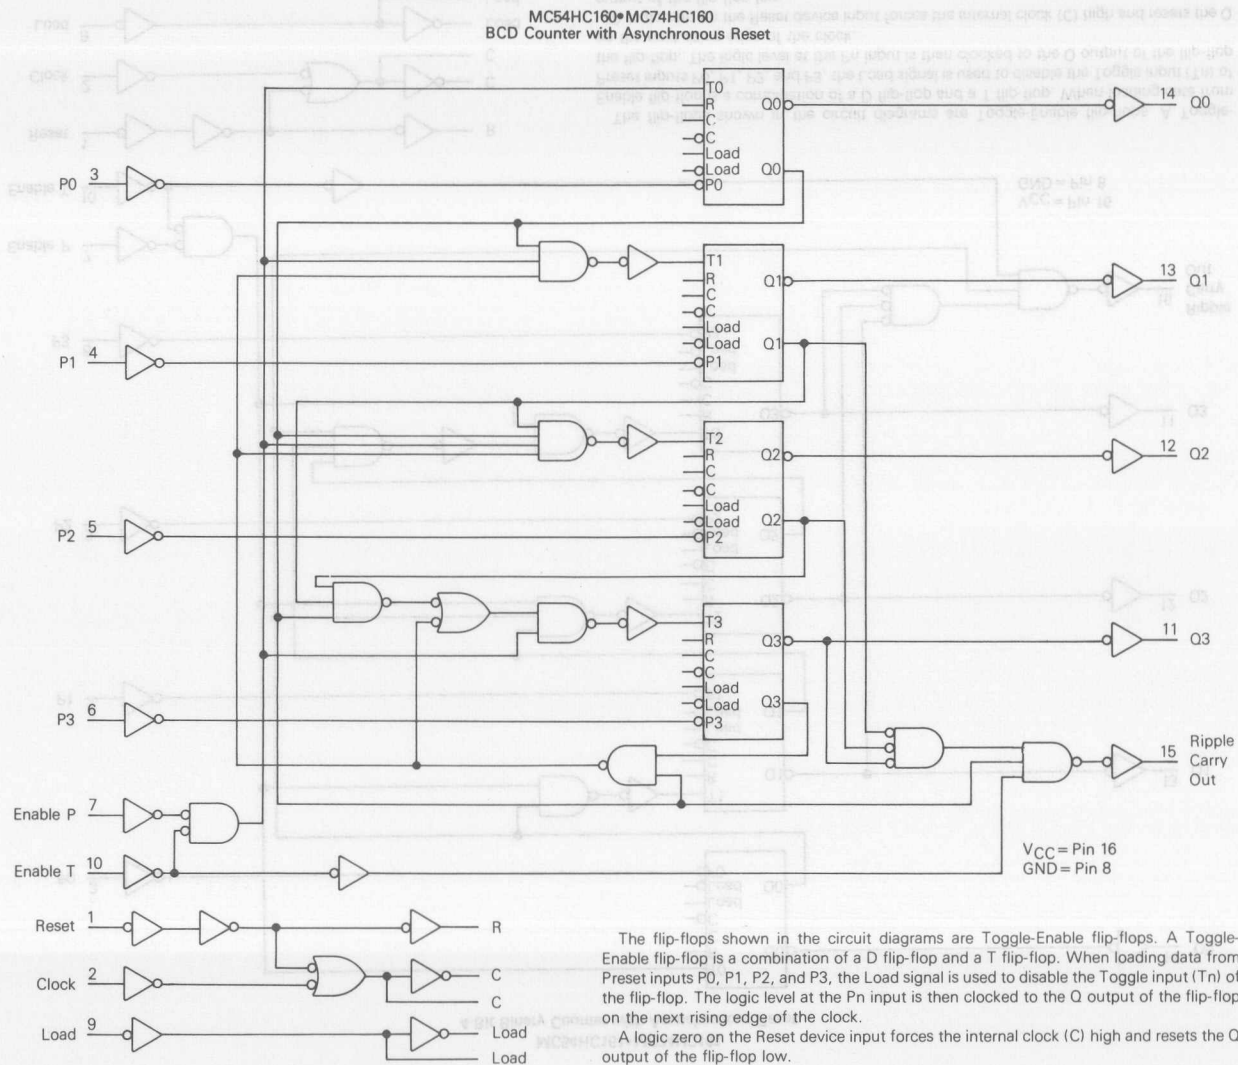 MC54HC160•MC74HC160
BCD Counter with Asynchronous Reset
T0
R
C
C
Load
Load
P0
Q0
Q0
14 Q0
P0 3
T1
R
C
C
Load
Load
P1
Q1
Q1
13 Q1
P1 4
T2
R
C
C
Load
Load
P2
Q2
Q2
12 Q2
P2 5
T3
R
C
C
Load
Load
P3
Q3
Q3
11 Q3
P3 6
15 Ripple
Carry
Out
Enable P 7
Enable T 10
VCC = Pin 16
GND = Pin 8
Reset 1
R
Clock 2
C
C
Load 9
Load
Load
The flip-flops shown in the circuit diagrams are Toggle-Enable flip-flops. A Toggle-
Enable flip-flop is a combination of a D flip-flop and a T flip-flop. When loading data from
Preset inputs P0, P1, P2, and P3, the Load signal is used to disable the Toggle input (Tn) of
the flip-flop. The logic level at the Pn input is then clocked to the Q output of the flip-flop
on the next rising edge of the clock.
A logic zero on the Reset device input forces the internal clock (C) high and resets the Q
output of the flip-flop low.